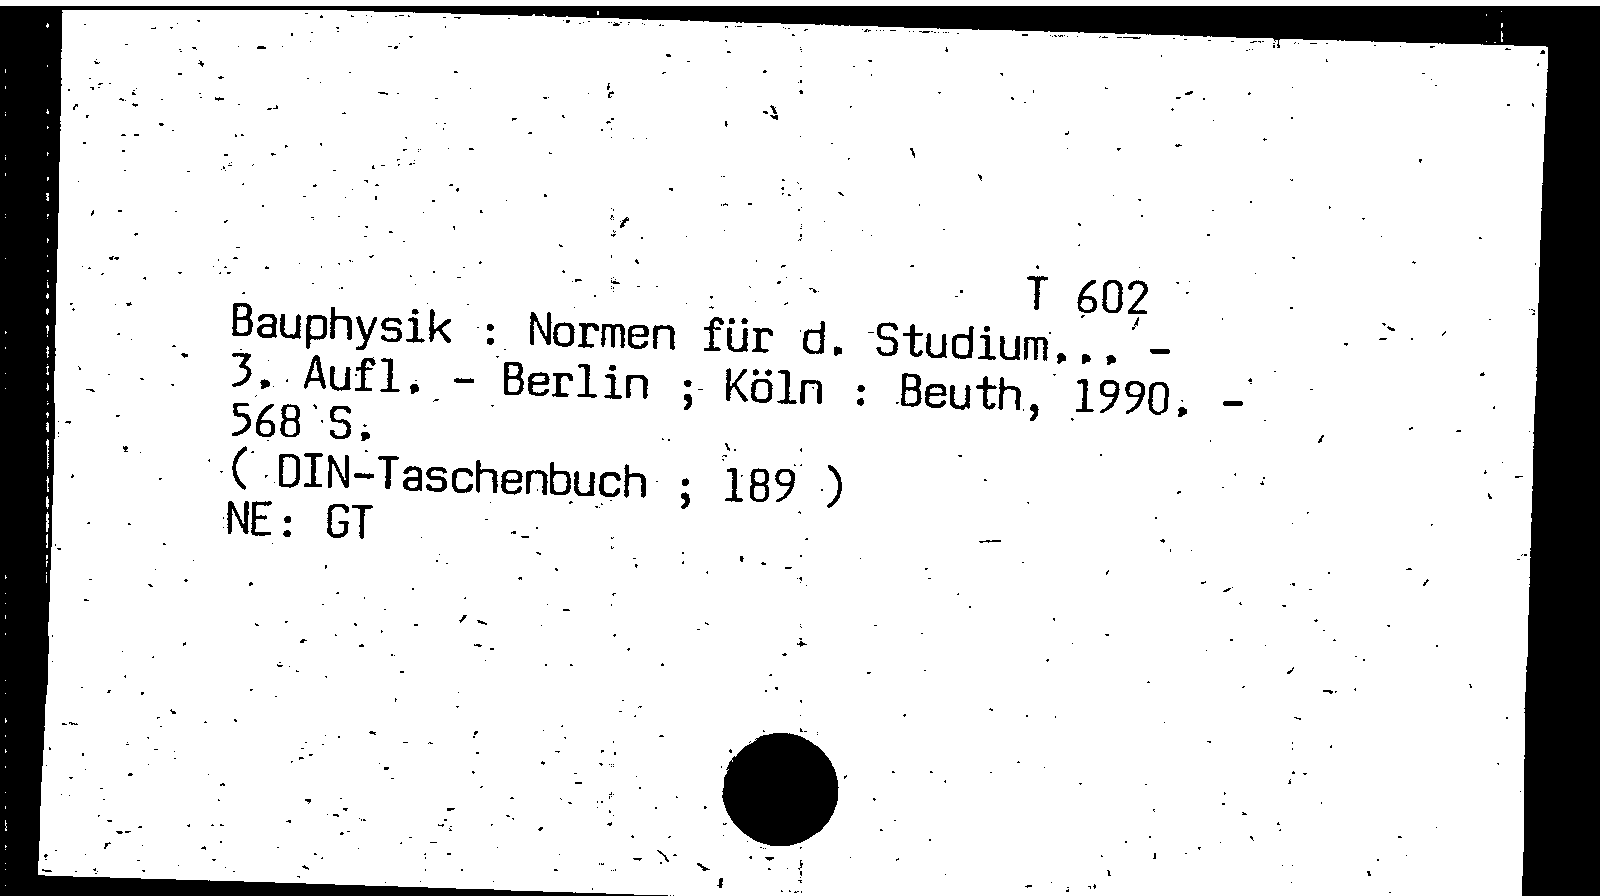 T 602
Bauphysik : Normen für d. Studium... -
3. Aufl. - Berlin ; Köln : Beuth, 1990. -
568 S.
( DIN-Taschenbuch ; 189 )
NE: GT